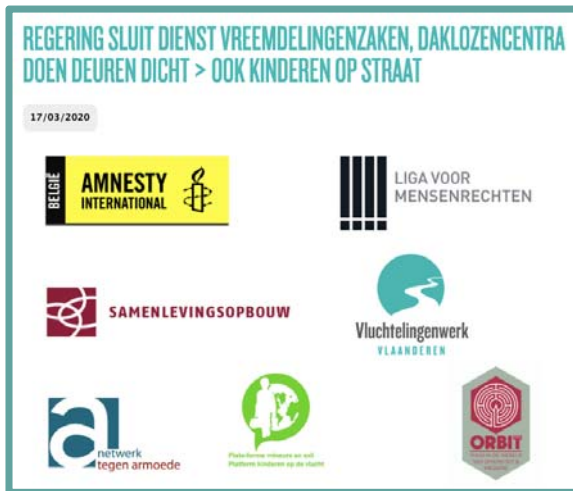 REGERING SLUIT DIENST VREEMDELINGENZAKEN, DAKLOZENCENTRA
DOEN DEUREN DICHT > OOK KINDEREN OP STRAAT
17/03/2020
BELGIË
AMNESTY
INTERNATIONAL
LIGA VOOR
MENSENRECHTEN
SAMENLEVINGSOPBOUW
Vluchtelingenwerk
VLAANDEREN
a
netwerk
tegen armoede
Plate-forme mineurs en exil
Platform kinderen op de vlucht
ORBIT